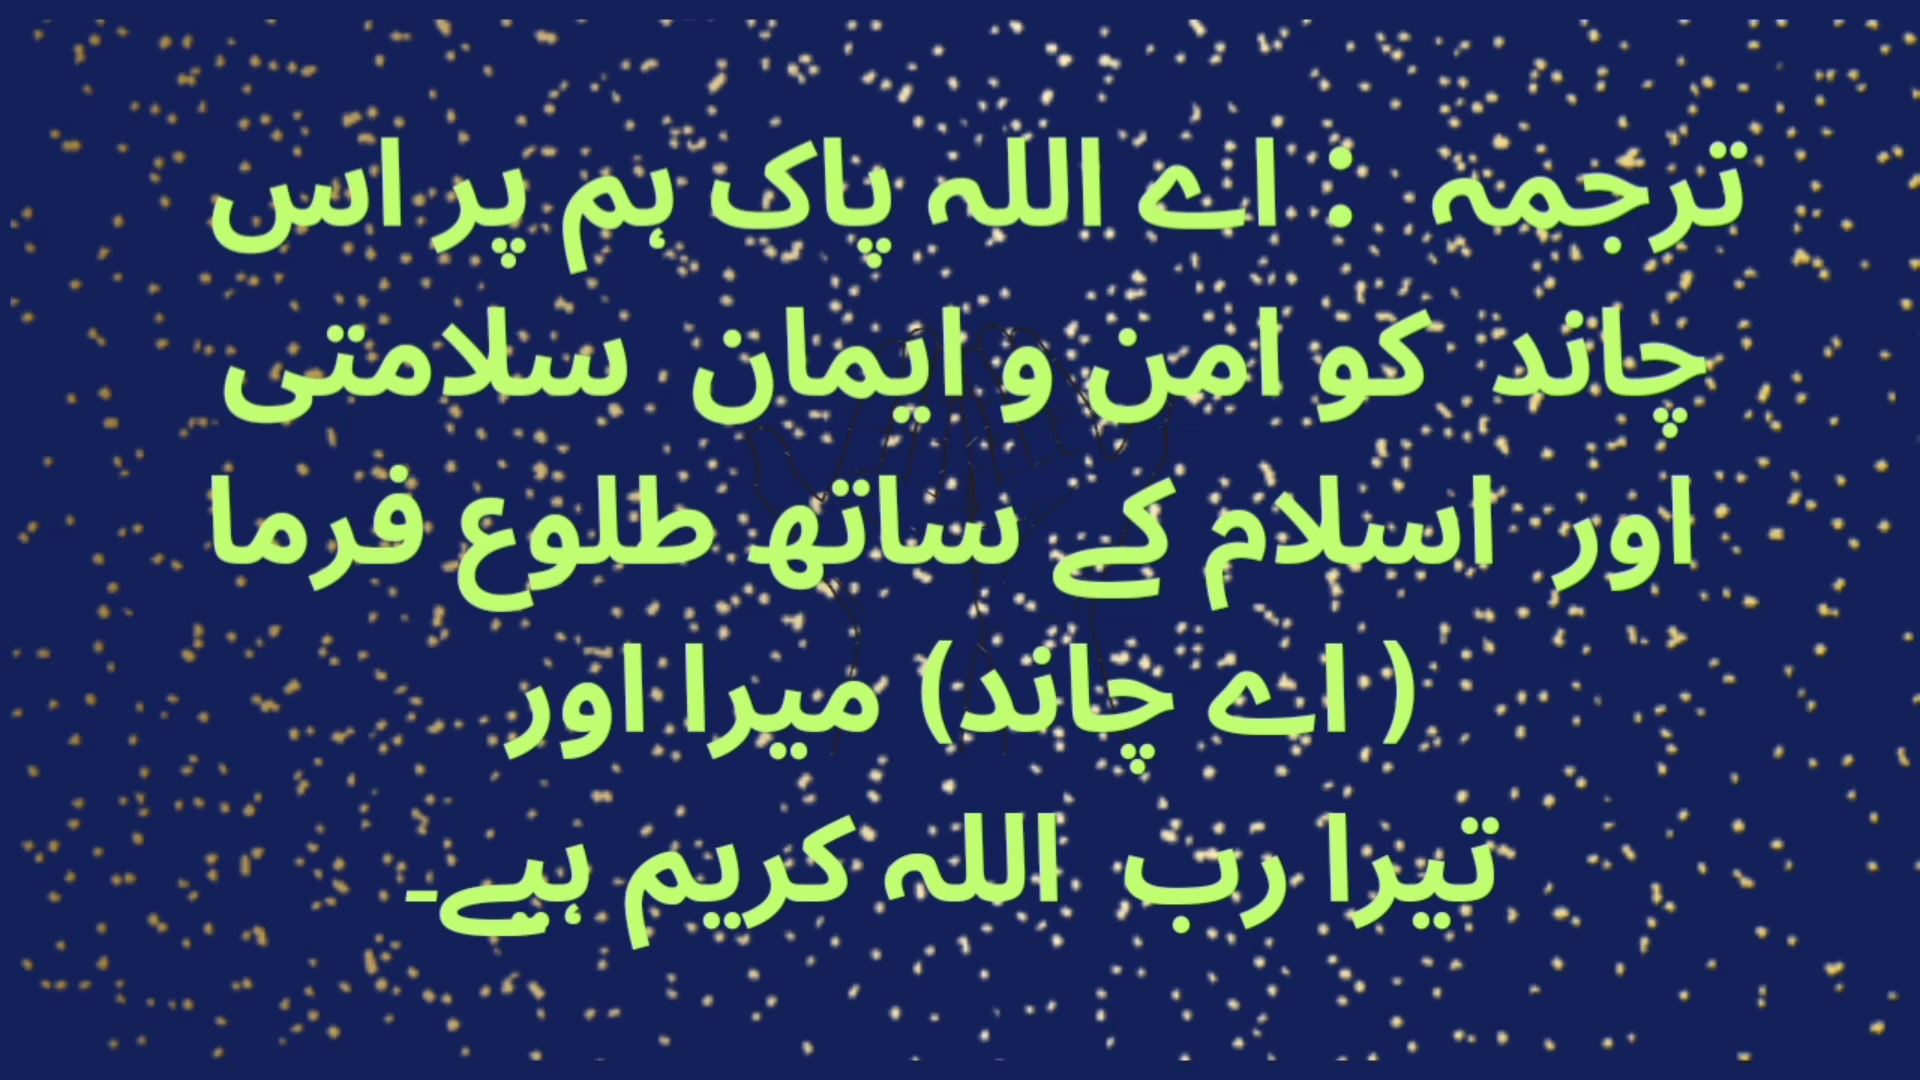 ترجمہ : اے اللہ پاک ہم پر اس
چاند کو امن و ایمان سلامتی
اور اسلام کے ساتھ طلوع فرما
( اے چاند) میرا اور
تیرا رب اللہ کریم ہیے۔